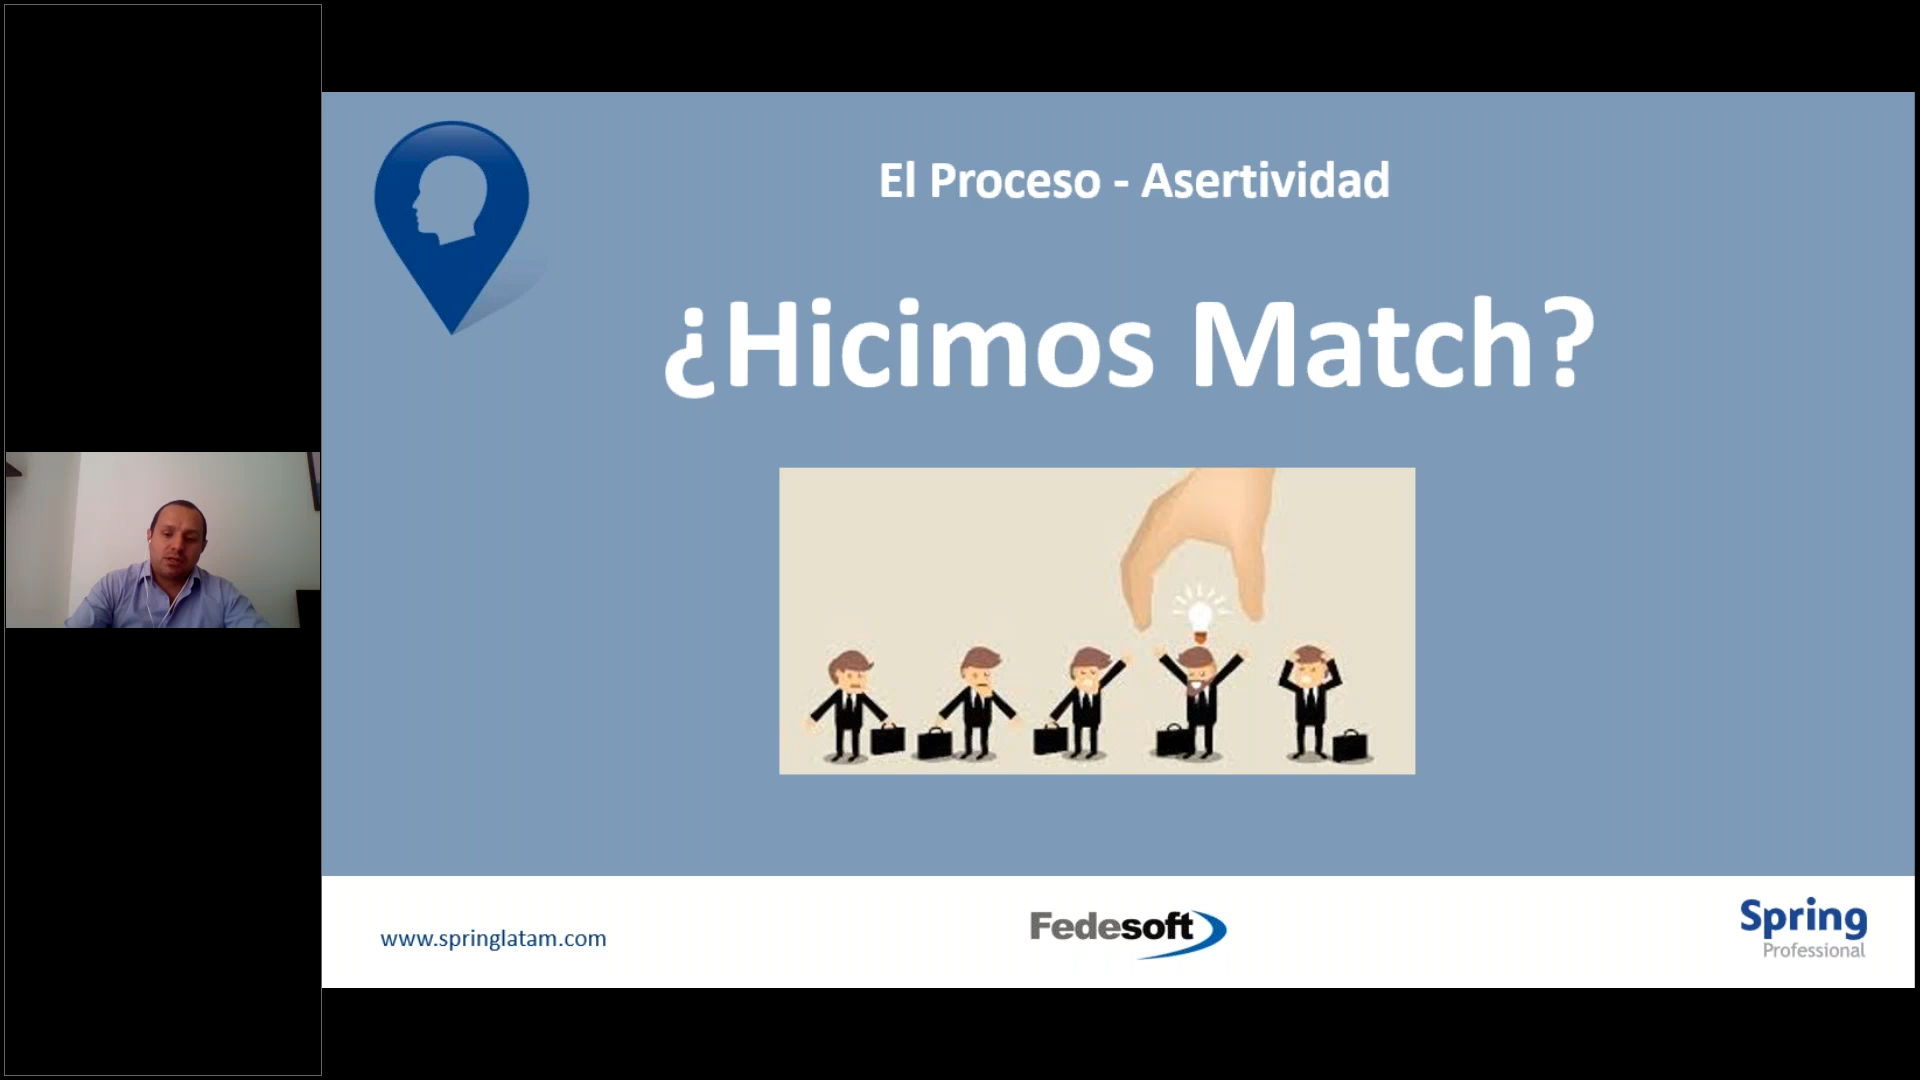 El Proceso - Asertividad
¿Hicimos Match?
www.springlatam.com
Fedesoft
Spring
Professional